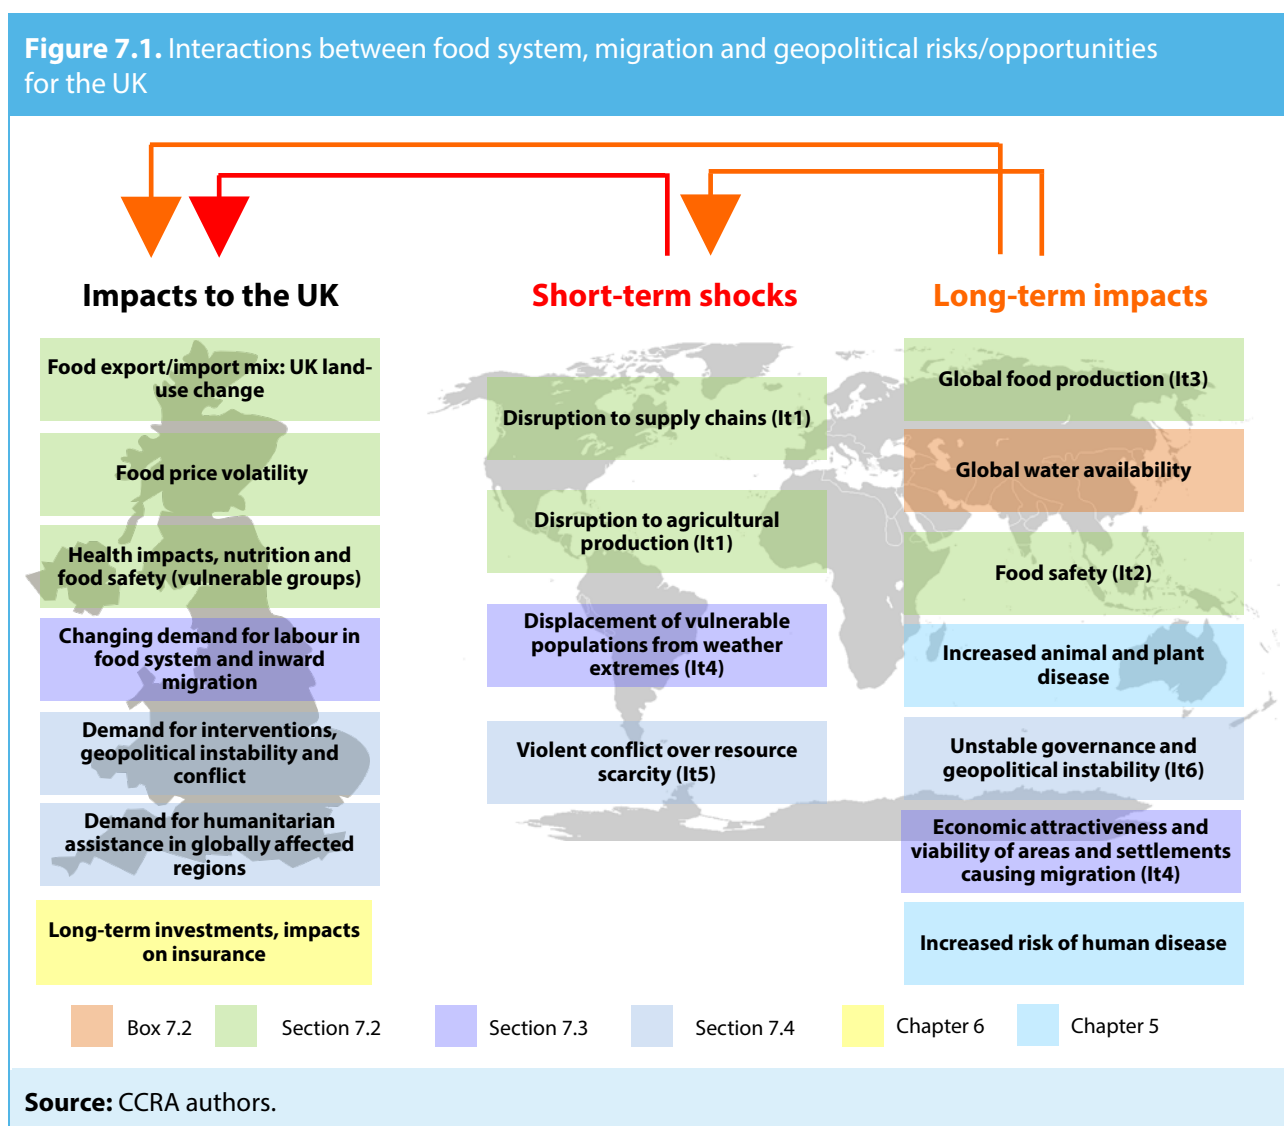 Figure 7.1. Interactions between food system, migration and geopolitical risks/opportunities
for the UK
Impacts to the UK
Food export/import mix: UK land-
use change
Food price volatility
Health impacts, nutrition and
food safety (vulnerable groups)
Changing demand for labour in
food system and inward
migration
Demand for interventions,
geopolitical instability and
conflict
Demand for humanitarian
assistance in globally affected
regions
Long-term investments, impacts
on insurance
Short-term shocks
Disruption to supply chains (It1)
Disruption to agricultural
production (It1)
Displacement of vulnerable
populations from weather
extremes (It4)
Violent conflict over resource
scarcity (It5)
Long-term impacts
Global food production (It3)
Global water availability
Food safety (It2)
Increased animal and plant
disease
Unstable governance and
geopolitical instability (It6)
Economic attractiveness and
viability of areas and settlements
causing migration (It4)
Increased risk of human disease
Box 7.2
Section 7.2
Section 7.3
Section 7.4
Chapter 6
Chapter 5
Source: CCRA authors.